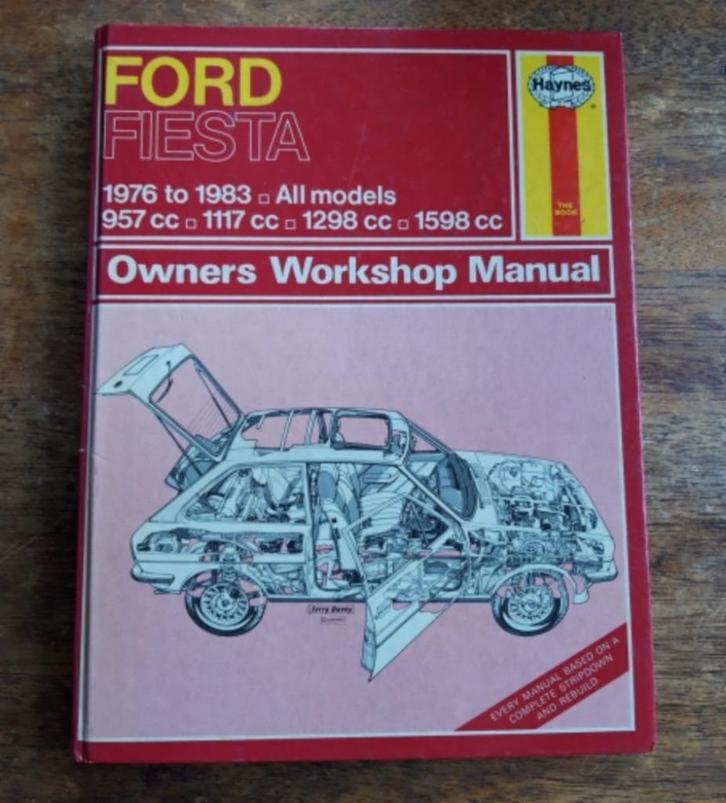 FORD
FIESTA
1976 to 1983 ▫ All models
957 cc ▫ 1117 cc ▫ 1298 cc ▫ 1598 cc
Haynes
®
THE
BOOK
Owners Workshop Manual
Terry Davey
EVERY MANUAL BASED ON A
COMPLETE STRIPDOWN
AND REBUILD